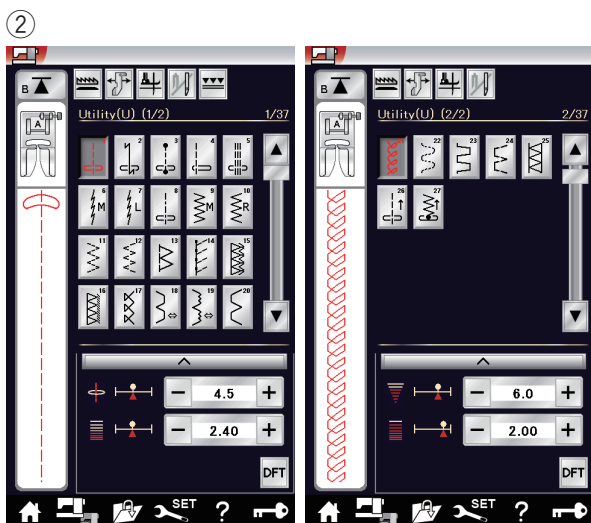 ②
B
A
Utility(U) (1/2) 1/37
1 2 3 4 5
6 M 7 L 8 9 M 10 R
11 12 13 14 15
16 17 18 19 20
− 4.5 +
− 2.40 +
DFT
SET ?
B
A
Utility(U) (2/2) 2/37
22 23 24 25
26 27
− 6.0 +
− 2.00 +
DFT
SET ?